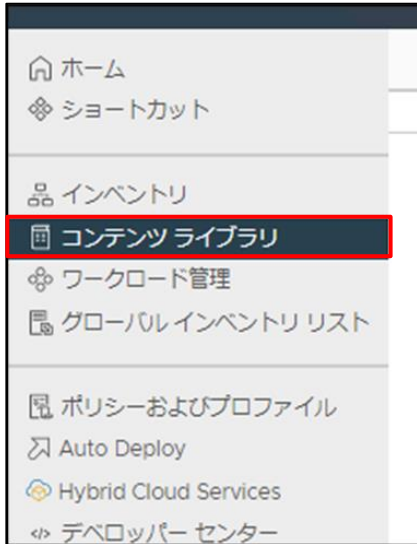 ホーム
ショートカット
インベントリ
コンテンツ ライブラリ
ワークロード管理
グローバル インベントリ リスト
ポリシーおよびプロファイル
Auto Deploy
Hybrid Cloud Services
デベロッパー センター